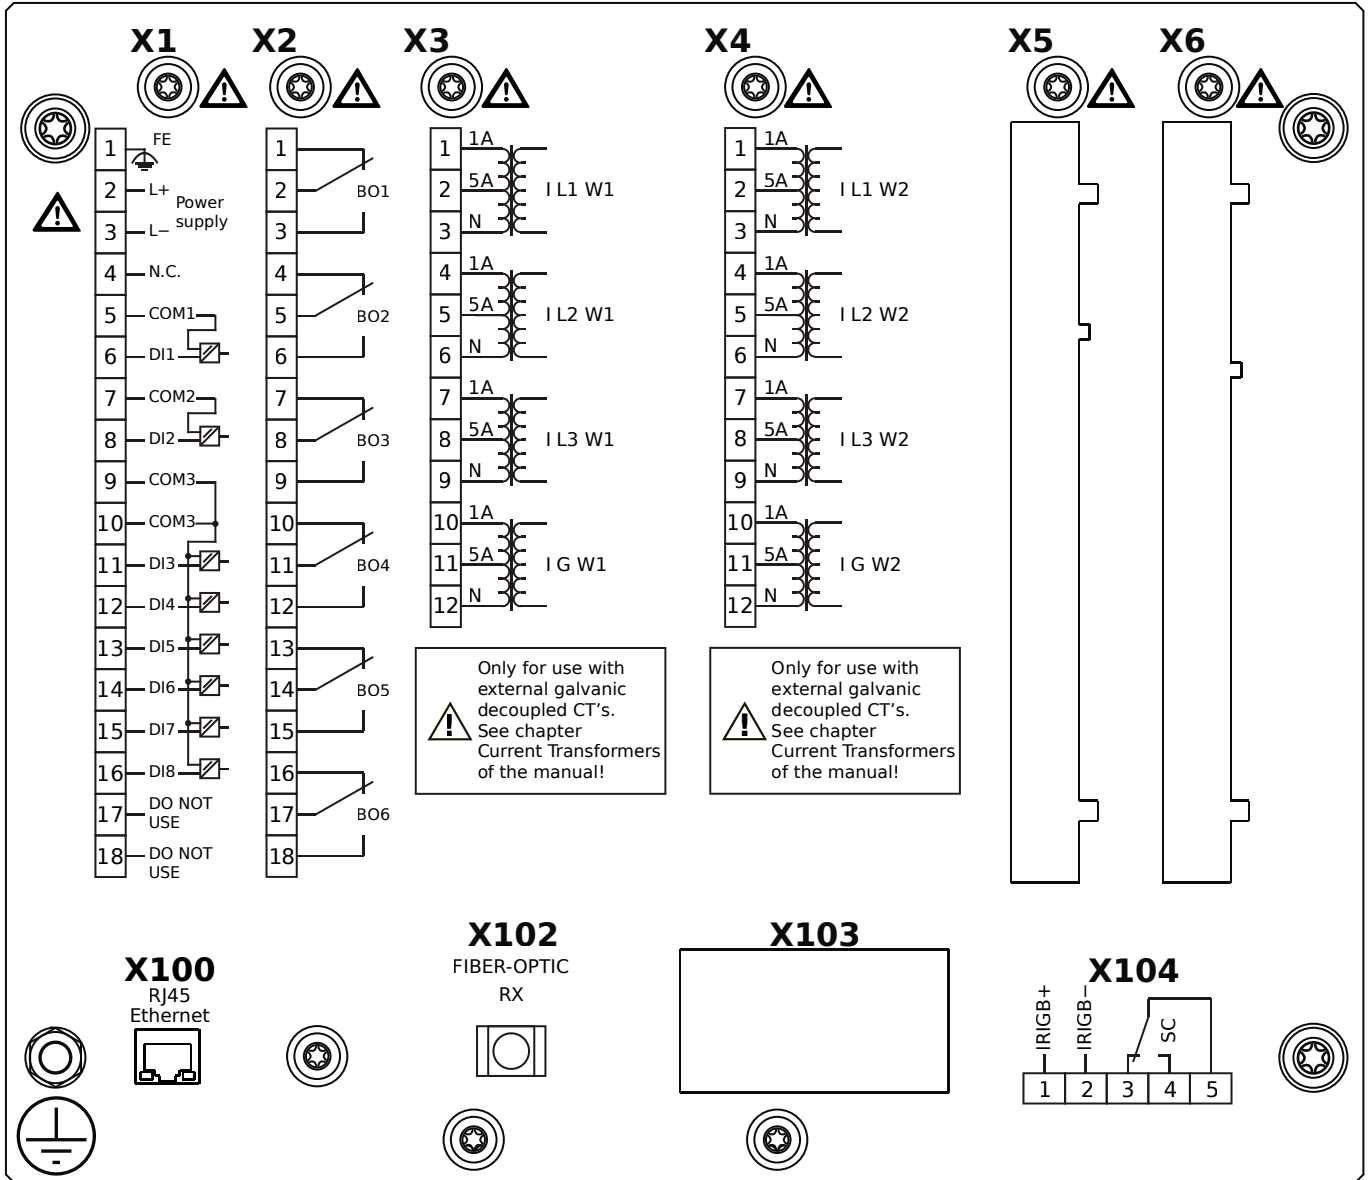 X1
X2
X3
X4
X5
X6
1
FE
2
L+
Power
supply
3
L−
4
N.C.
5
COM1
6
DI1
7
COM2
8
DI2
9
COM3
10
COM3
11
DI3
12
DI4
13
DI5
14
DI6
15
DI7
16
DI8
17
DO NOT
USE
18
DO NOT
USE
1
2
BO1
3
4
5
BO2
6
7
8
BO3
9
10
11
BO4
12
13
14
BO5
15
16
17
BO6
18
1
1A
2
5A
I L1 W1
3
N
4
1A
5
5A
I L2 W1
6
N
7
1A
8
5A
I L3 W1
9
N
10
1A
11
5A
I G W1
12
N
Only for use with
external galvanic
decoupled CT's.
See chapter
Current Transformers
of the manual!
1
1A
2
5A
I L1 W2
3
N
4
1A
5
5A
I L2 W2
6
N
7
1A
8
5A
I L3 W2
9
N
10
1A
11
5A
I G W2
12
N
Only for use with
external galvanic
decoupled CT's.
See chapter
Current Transformers
of the manual!
X100
RJ45
Ethernet
X102
FIBER-OPTIC
RX
X103
X104
IRIGB+
IRIGB−
SC
1 2 3 4 5